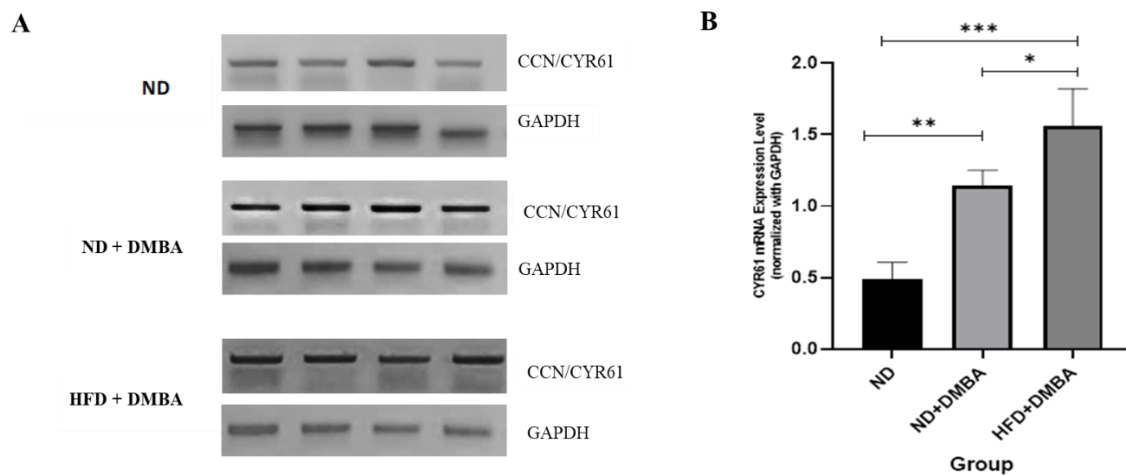 A
ND
CCN/CYR61
GAPDH
ND + DMBA
CCN/CYR61
GAPDH
HFD + DMBA
CCN/CYR61
GAPDH
B
CYR61 mRNA Expression Level
(normalized with GAPDH)
2.0
1.5
1.0
0.5
0.0
***
*
**
ND
ND+DMBA
HFD+DMBA
Group